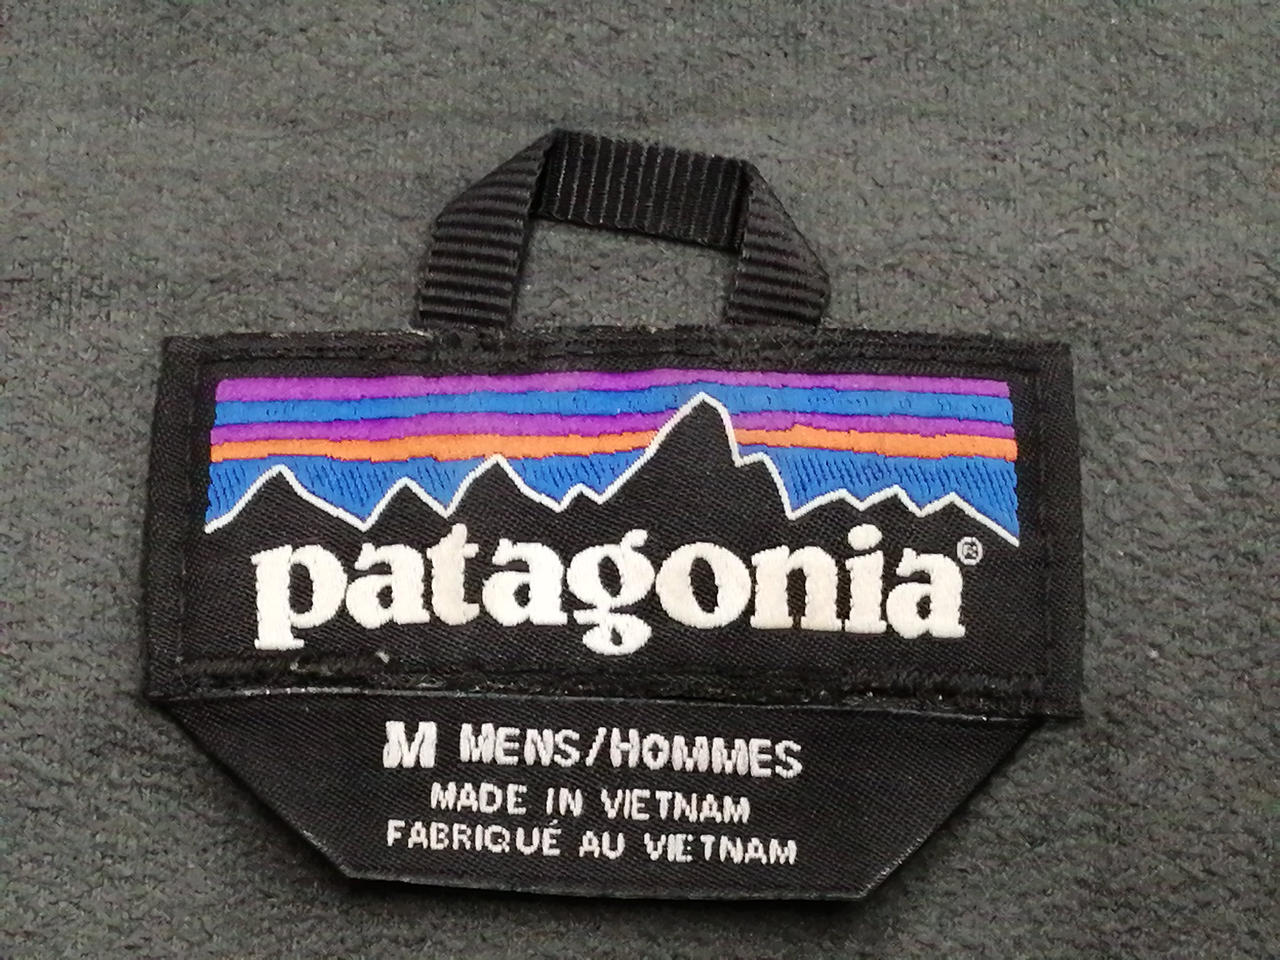 patagonia®
M MENS/HOMMES
MADE IN VIETNAM
FABRIQUÉ AU VIETNAM